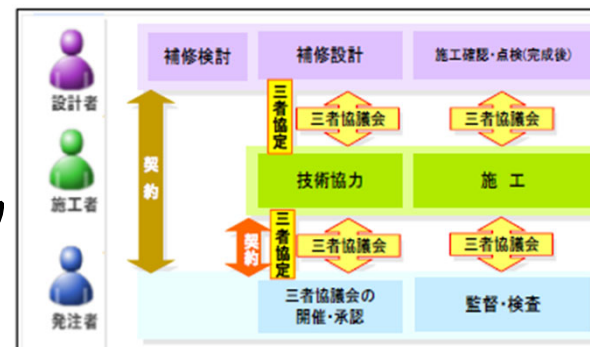 補修検討
補修設計
施工確認・点検(完成後)
設計者
三者協定
三者協議会
三者協議会
契約
施工者
技術協力
施 工
契約
三者協定
三者協議会
三者協議会
発注者
三者協議会の
開催・承認
監督・検査